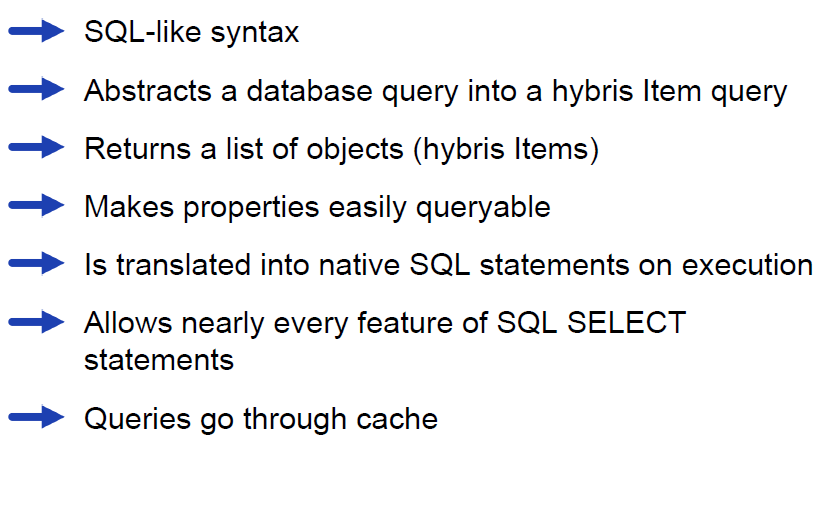 SQL-like syntax
Abstracts a database query into a hybris Item query
Returns a list of objects (hybris Items)
Makes properties easily queryable
Is translated into native SQL statements on execution
Allows nearly every feature of SQL SELECT
statements
Queries go through cache